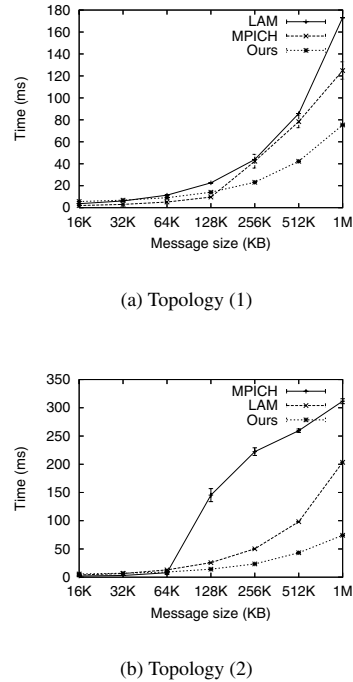 180
160
140
120
100
80
60
40
20
0
Time (ms)
LAM
MPICH
Ours
16K 32K 64K 128K 256K 512K 1M
Message size (KB)
(a) Topology (1)
350
300
250
200
150
100
50
0
Time (ms)
MPICH
LAM
Ours
16K 32K 64K 128K 256K 512K 1M
Message size (KB)
(b) Topology (2)